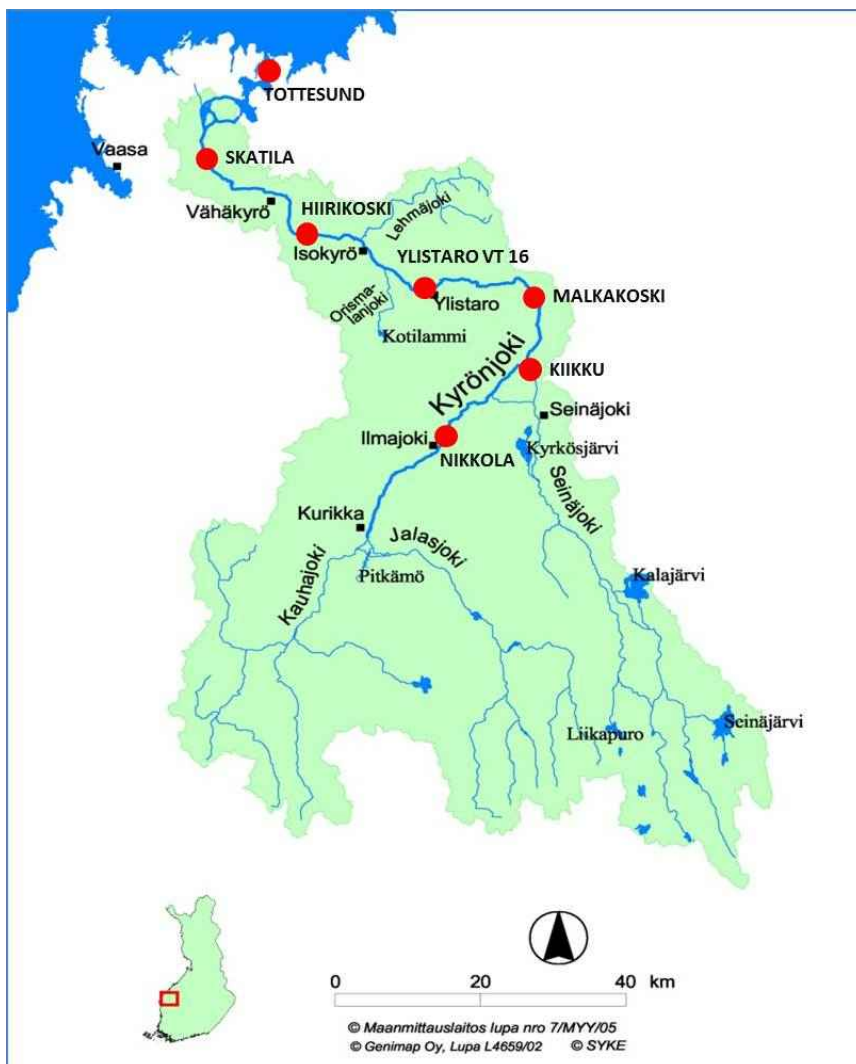 TOTTESUND
Vaasa
SKATILA
Vähäkyrö
HIIRIKOSKI
Lehmäjoki
Isokyrö
YLISTARO VT 16
Orisma-
lanjoki
Ylistaro
MALKAKOSKI
Kotilammi
Kyrönjoki
KIIKKU
Seinäjoki
Ilmajoki
NIKKOLA
Kyrkösjärvi
Seinäjoki
Kurikka
Jalasjoki
Pitkämö
Kauhajoki
Kalajärvi
Liikapuro
Seinäjärvi
0 20 40 km
© Maanmittauslaitos lupa nro 7/MYY/05
© Genimap Oy, Lupa L4659/02 © SYKE